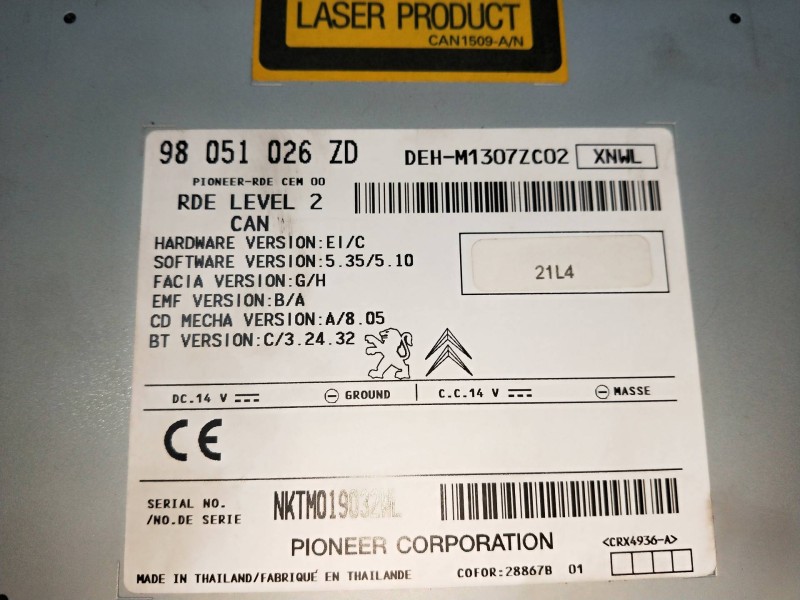 LASER PRODUCT
CAN1509-A/N
98 051 026 ZD DEH-M1307ZC02 XNWL
PIONEER-RDE CEM 00
RDE LEVEL 2
CAN
HARDWARE VERSION:EI/C
SOFTWARE VERSION:5.35/5.10
21L4
FACIA VERSION:G/H
EMF VERSION:B/A
CD MECHA VERSION:A/8.05
BT VERSION:C/3.24.32
DC.14 V GROUND C.C.14 V MASSE
CE
SERIAL NO.
/NO.DE SERIE
PIONEER CORPORATION <CRX4936-A>
MADE IN THAILAND/FABRIQUÉ EN THAILANDE COFOR:28867B 01